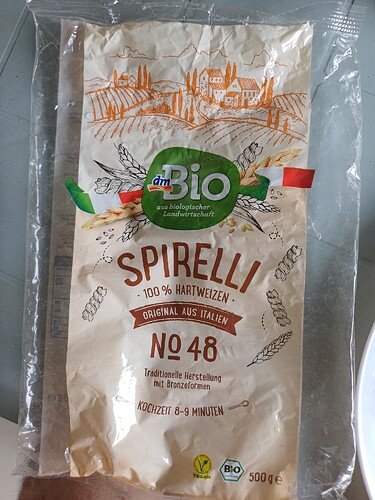 dm Bio
aus biologischer
Landwirtschaft
SPIRELLI
- 100 % HARTWEIZEN -
ORIGINAL AUS ITALIEN
No 48
Traditionelle Herstellung
mit Bronzeformen
KOCHZEIT 8-9 MINUTEN
VEGAN
BIO
500 g e